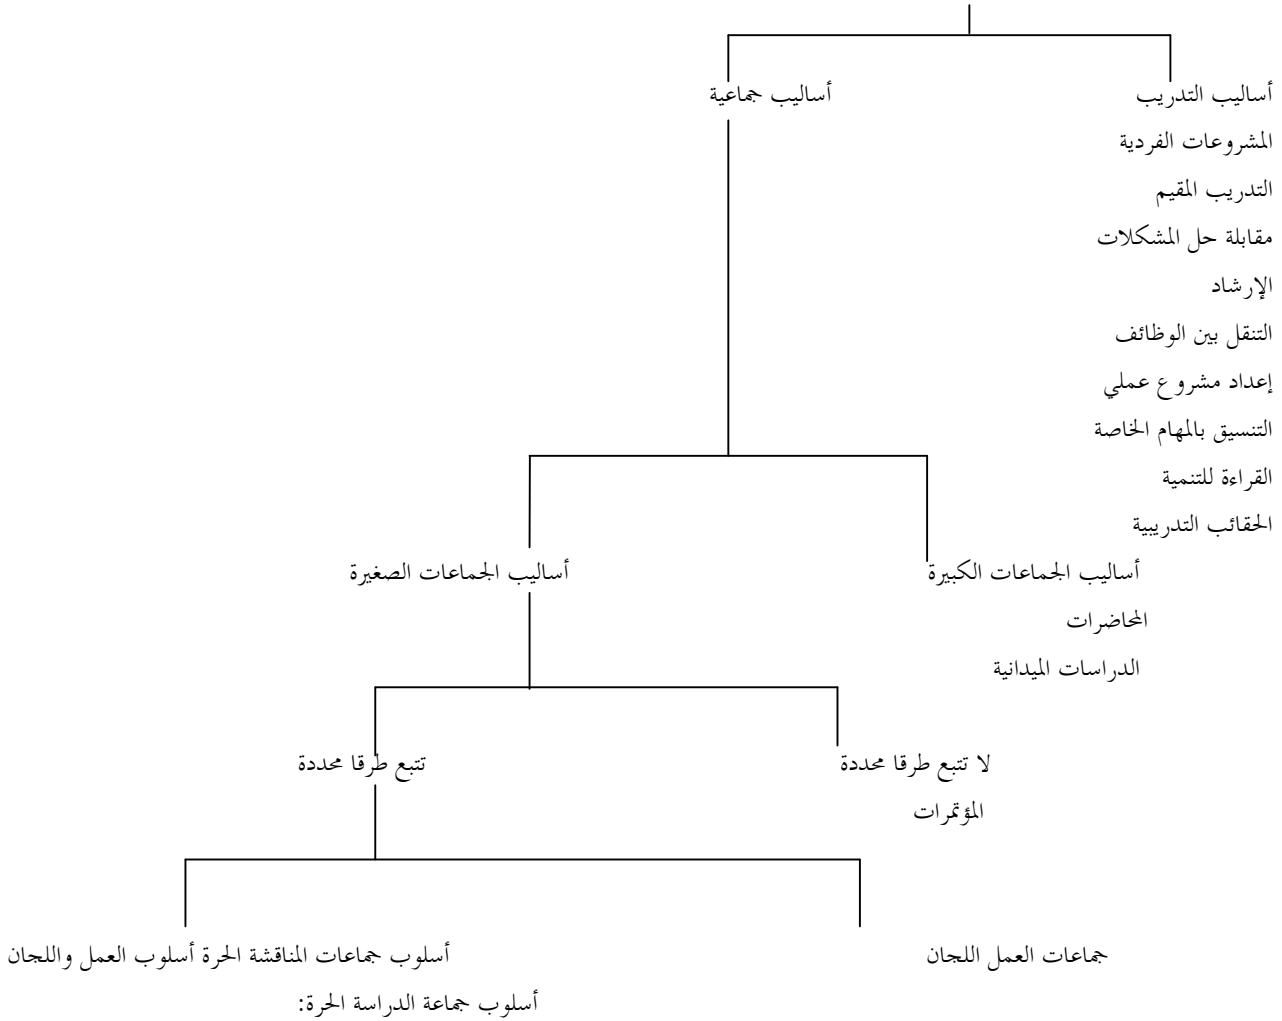 أساليب التدريب
أساليب جماعية
المشروعات الفردية
التدريب المقيم
مقابلة حل المشكلات
الإرشاد
التنقل بين الوظائف
إعداد مشروع عملي
التنسيق بالمهام الخاصة
القراءة للتنمية
الحقائب التدريبية
أساليب الجماعات الكبيرة
أساليب الجماعات الصغيرة
المحاضرات
الدراسات الميدانية
لا تتبع طرقا محددة
تتبع طرقا محددة
المؤتمرات
جماعات العمل اللجان
أسلوب جماعات المناقشة الحرة أسلوب العمل واللجان
أسلوب جماعة الدراسة الحرة: